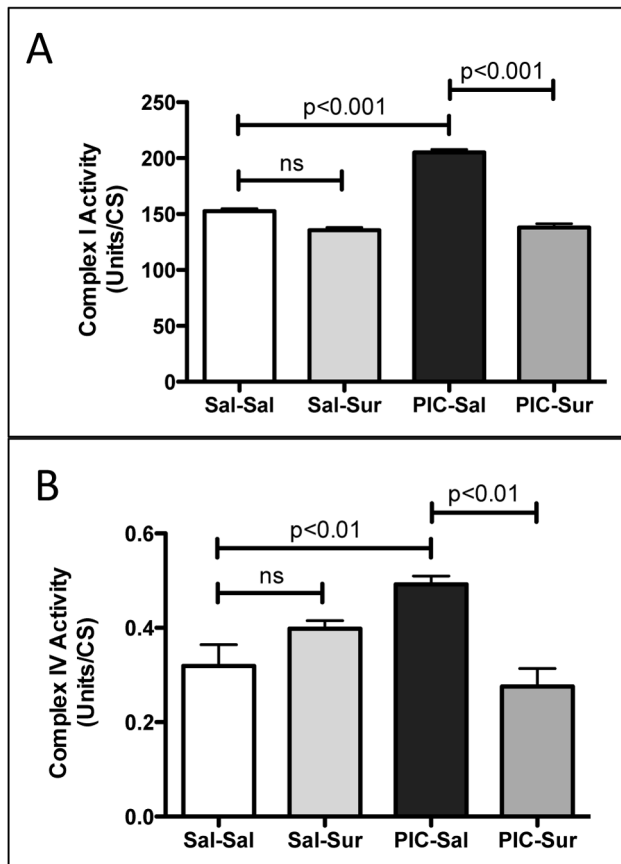 A
p<0.001
p<0.001
ns
Complex I Activity
(Units/CS)
250
200
150
100
50
0
Sal-Sal Sal-Sur PIC-Sal PIC-Sur
B
p<0.01
p<0.01
ns
Complex IV Activity
(Units/CS)
0.6
0.4
0.2
0.0
Sal-Sal Sal-Sur PIC-Sal PIC-Sur